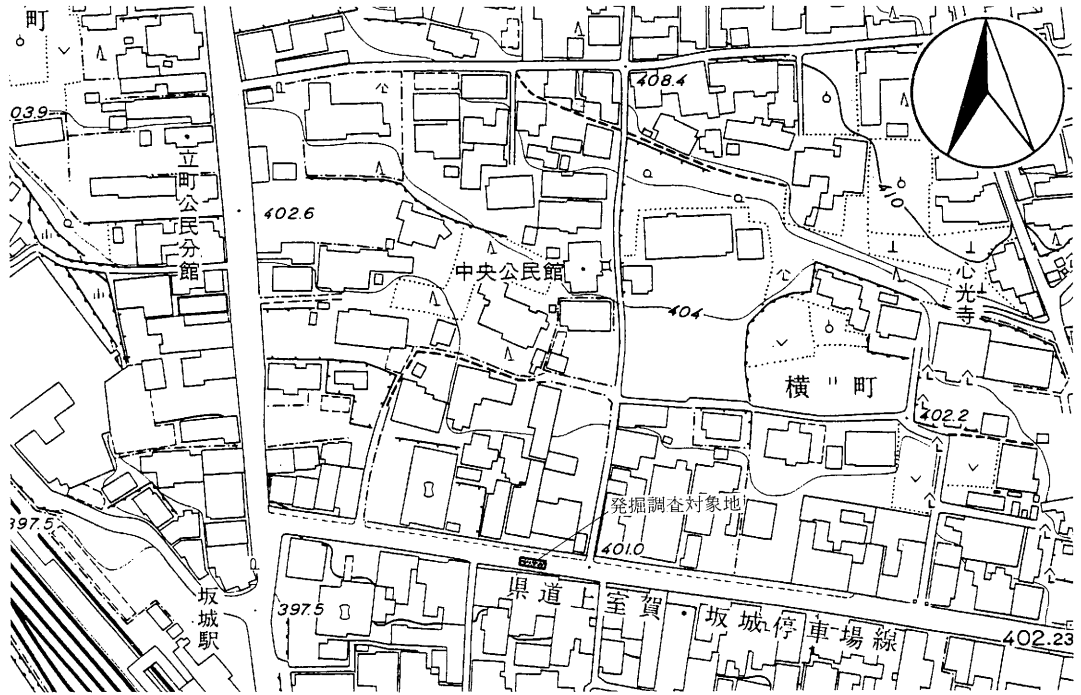 町
408.4
03.9
立町公民分館
402.6
中央公民館
心光寺
404
横町
402.2
発掘調査対象地
397.5
401.0
坂城駅
397.5
県道上室賀坂城停車場線
402.23